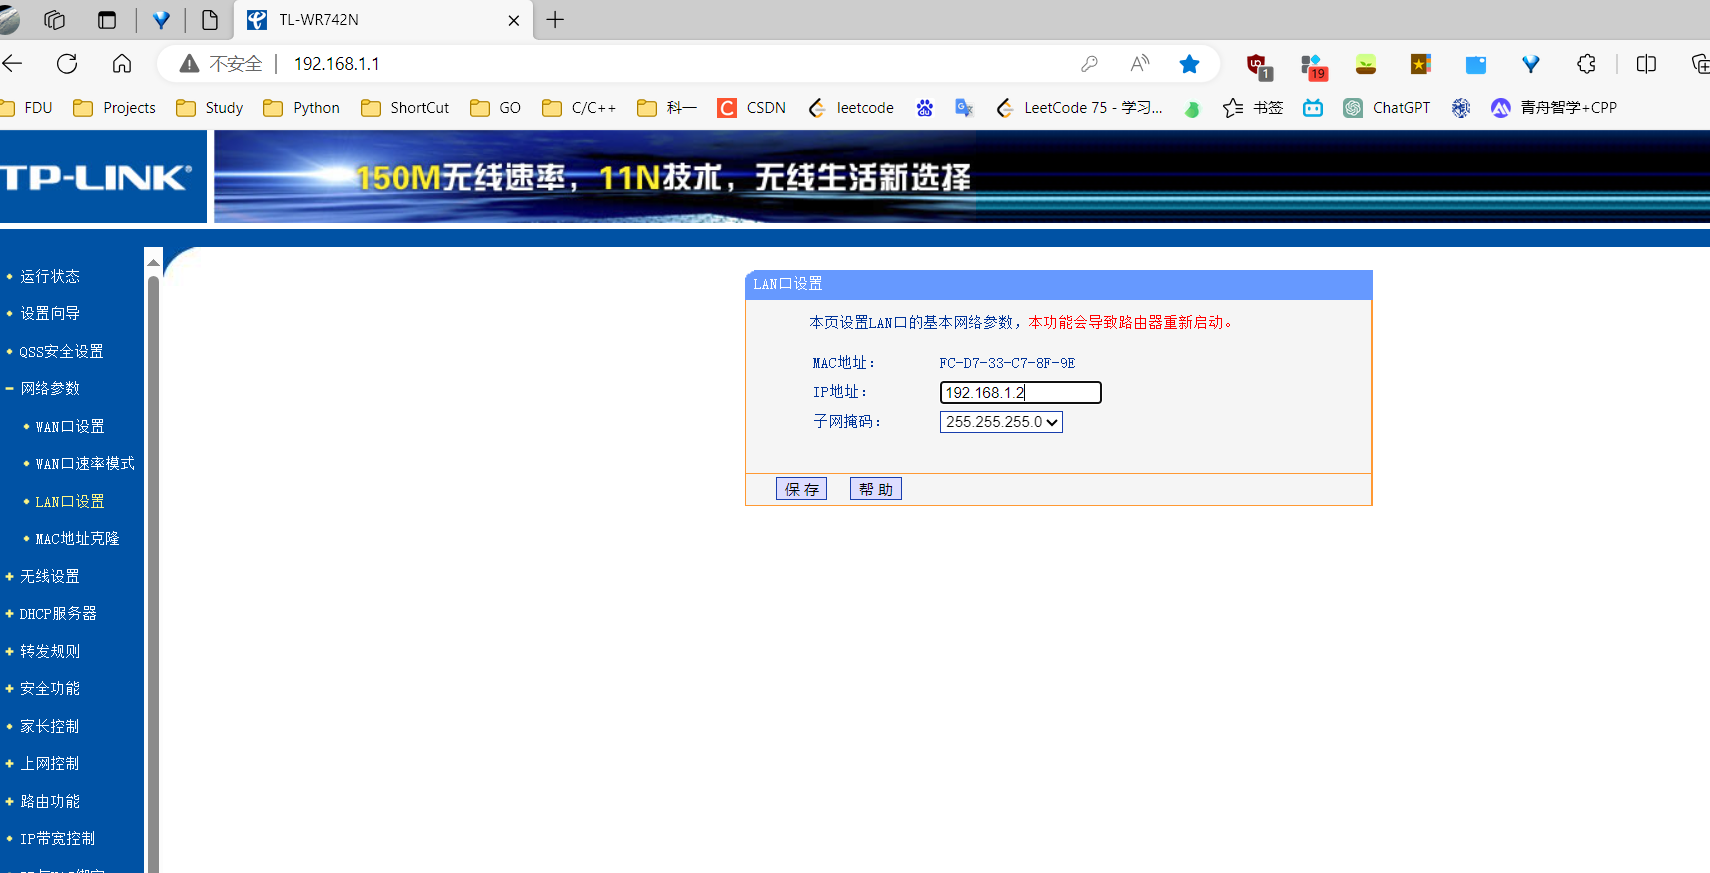 TL-WR742N
不安全
192.168.1.1
1
19
FDU
Projects
Study
Python
ShortCut
GO
C/C++
科一
CSDN
leetcode
LeetCode 75 - 学习...
书签
ChatGPT
青舟智学+CPP
TP-LINK®
150M无线速率，11N技术，无线生活新选择
运行状态
设置向导
QSS安全设置
网络参数
WAN口设置
WAN口速率模式
LAN口设置
MAC地址克隆
无线设置
DHCP服务器
转发规则
安全功能
家长控制
上网控制
路由功能
IP带宽控制
LAN口设置
本页设置LAN口的基本网络参数，本功能会导致路由器重新启动。
MAC地址： FC-D7-33-C7-8F-9E
IP地址： 192.168.1.2
子网掩码： 255.255.255.0
保 存 帮 助